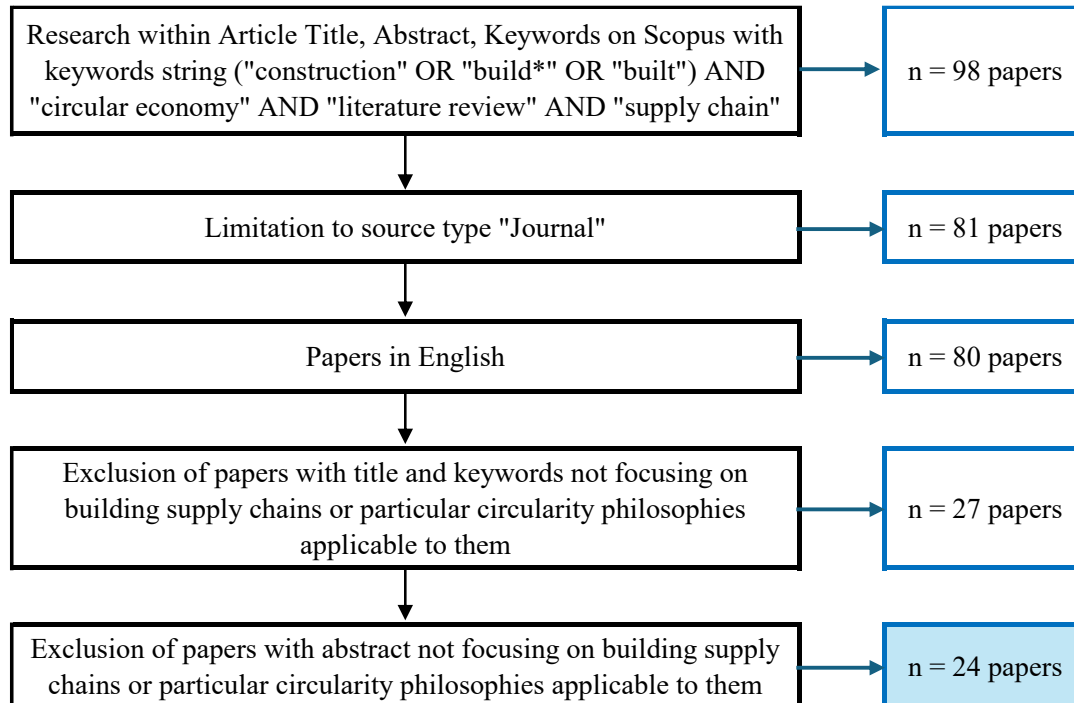 Research within Article Title, Abstract, Keywords on Scopus with
keywords string ("construction" OR "build*" OR "built") AND
"circular economy" AND "literature review" AND "supply chain"
n = 98 papers
Limitation to source type "Journal"
n = 81 papers
Papers in English
n = 80 papers
Exclusion of papers with title and keywords not focusing on
building supply chains or particular circularity philosophies
applicable to them
n = 27 papers
Exclusion of papers with abstract not focusing on building supply
chains or particular circularity philosophies applicable to them
n = 24 papers